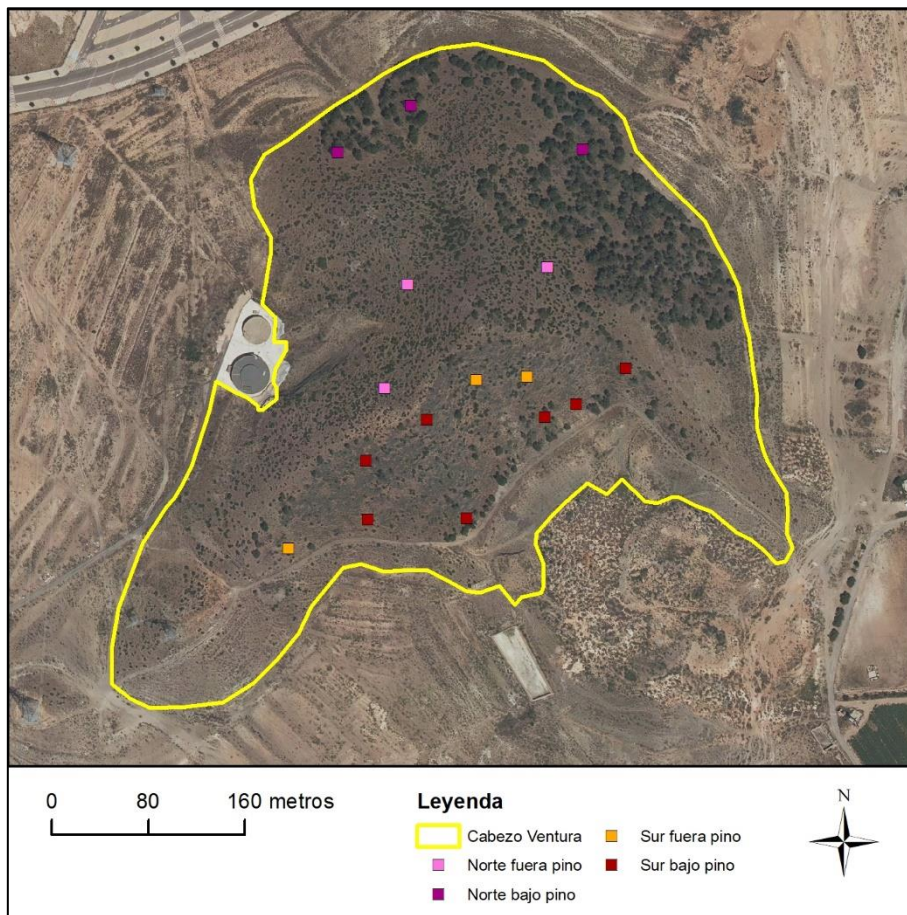 0 80 160 metros
Leyenda
N
Cabezo Ventura
Sur fuera pino
Norte fuera pino
Sur bajo pino
Norte bajo pino